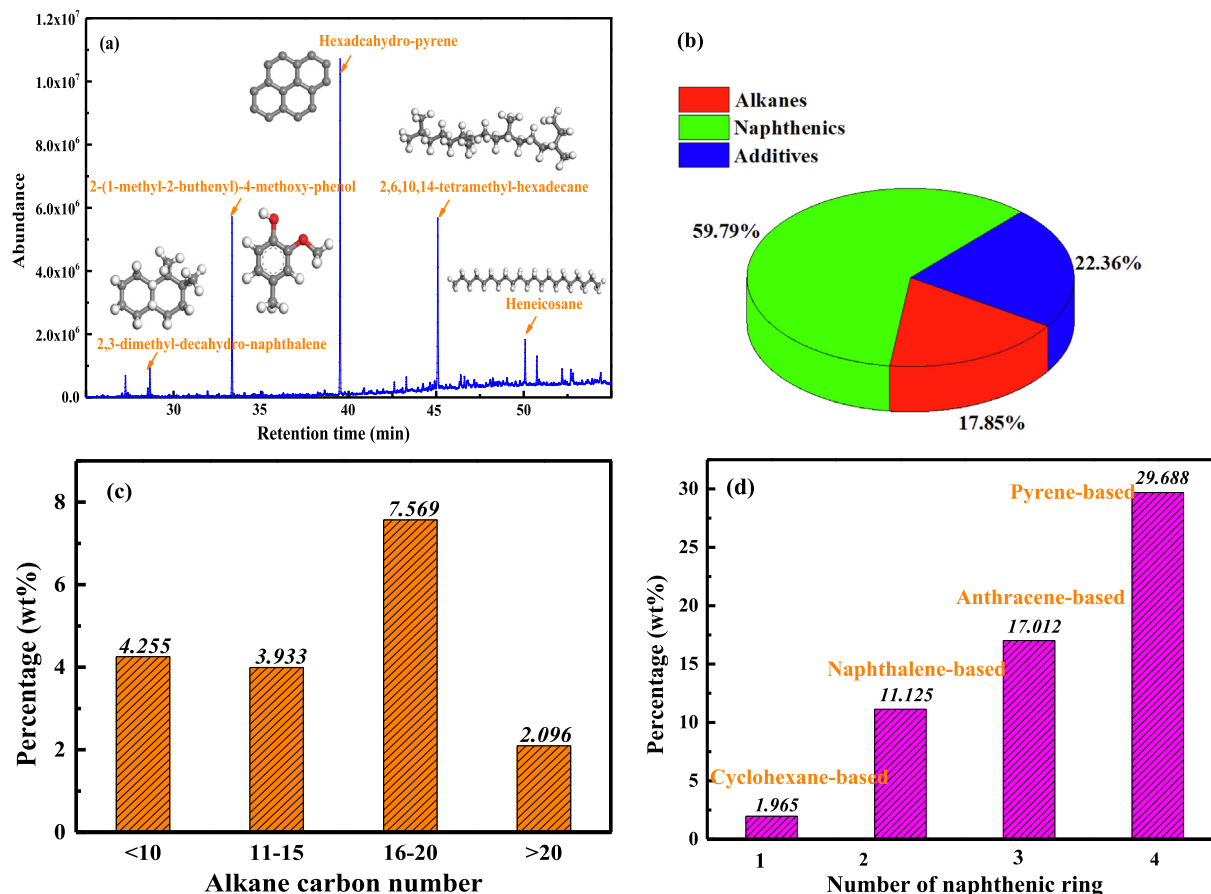 (a)
Hexadcahydro-pyrene
2-(1-methyl-2-buthenyl)-4-methoxy-phenol
2,6,10,14-tetramethyl-hexadecane
Heneicosane
2,3-dimethyl-decahydro-naphthalene
1.2x10⁷
1.0x10⁷
8.0x10⁶
6.0x10⁶
4.0x10⁶
2.0x10⁶
0.0
Abundance
30 35 40 45 50
Retention time (min)
(b)
Alkanes
Naphthenics
Additives
59.79%
22.36%
17.85%
(c)
8
6
4
2
0
Percentage (wt%)
4.255
3.933
7.569
2.096
<10 11-15 16-20 >20
Alkane carbon number
(d)
30
25
20
15
10
5
0
Percentage (wt%)
Pyrene-based
29.688
Anthracene-based
17.012
Naphthalene-based
11.125
Cyclohexane-based
1.965
1 2 3 4
Number of naphthenic ring